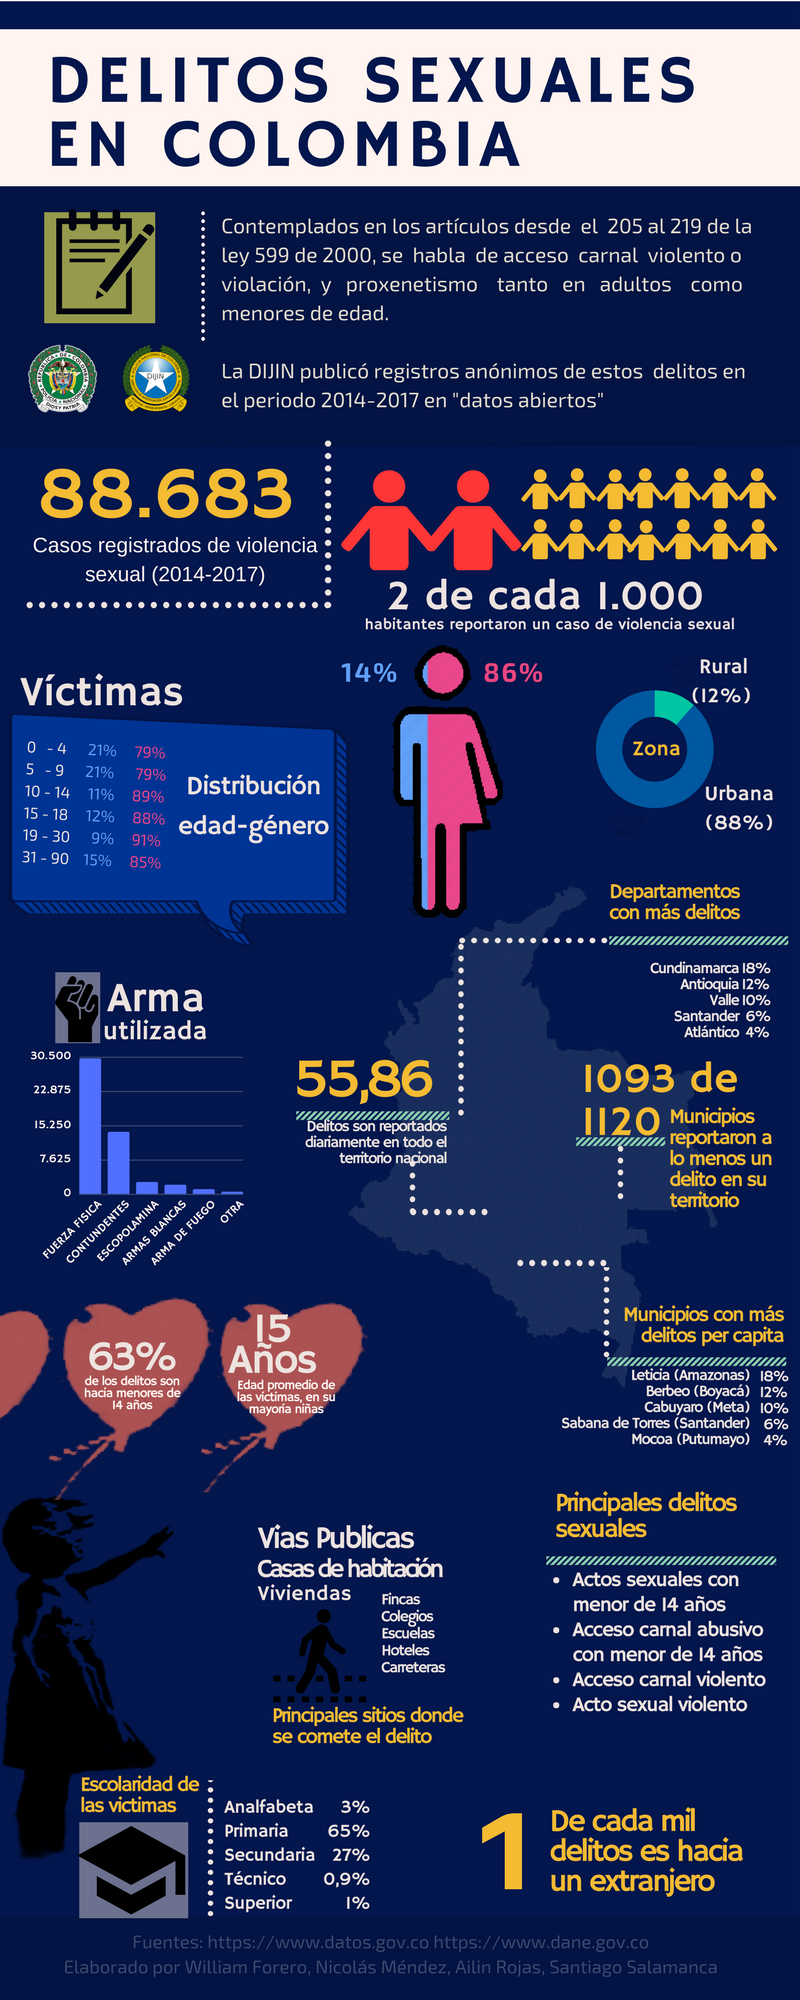 DELITOS SEXUALES
EN COLOMBIA
Contemplados en los artículos desde el 205 al 219 de la
ley 599 de 2000, se habla de acceso carnal violento o
violación, y proxenetismo tanto en adultos como
menores de edad.
DIJIN
La DIJIN publicó registros anónimos de estos delitos en
el periodo 2014-2017 en "datos abiertos"
88.683
Casos registrados de violencia
sexual (2014-2017)
2 de cada 1.000
habitantes reportaron un caso de violencia sexual
Víctimas
0 - 4 21% 79%
5 - 9 21% 79%
10 - 14 11% 89%
15 - 18 12% 88%
19 - 30 9% 91%
31 - 90 15% 85%
Distribución
edad-género
14% 86%
Rural
(12%)
Zona
Urbana
(88%)
Departamentos
con más delitos
Cundinamarca 18%
Antioquia 12%
Valle 10%
Santander 6%
Atlántico 4%
Arma
utilizada
30.500
22.875
15.250
7.625
0
FUERZA FISICA
CONTUNDENTES
ESCOPOLAMINA
ARMAS BLANCAS
ARMA DE FUEGO
OTRA
55,86
Delitos son reportados
diariamente en todo el
territorio nacional
1093 de
1120 Municipios
reportaron a
lo menos un
delito en su
territorio
63%
de los delitos son
hacia menores de
14 años
15
Años
Edad promedio de
las víctimas, en su
mayoría niñas
Municipios con más
delitos per capita
Leticia (Amazonas) 18%
Berbeo (Boyacá) 12%
Cabuyaro (Meta) 10%
Sabana de Torres (Santander) 6%
Mocoa (Putumayo) 4%
Vias Publicas
Casas de habitación
Viviendas
Fincas
Colegios
Escuelas
Hoteles
Carreteras
Principales sitios donde
se comete el delito
Principales delitos
sexuales
• Actos sexuales con
menor de 14 años
• Acceso carnal abusivo
con menor de 14 años
• Acceso carnal violento
• Acto sexual violento
Escolaridad de
las victimas
Analfabeta 3%
Primaria 65%
Secundaria 27%
Técnico 0,9%
Superior 1%
1 De cada mil
delitos es hacia
un extranjero
Fuentes: https://www.datos.gov.co https://www.dane.gov.co
Elaborado por William Forero, Nicolás Méndez, Ailin Rojas, Santiago Salamanca